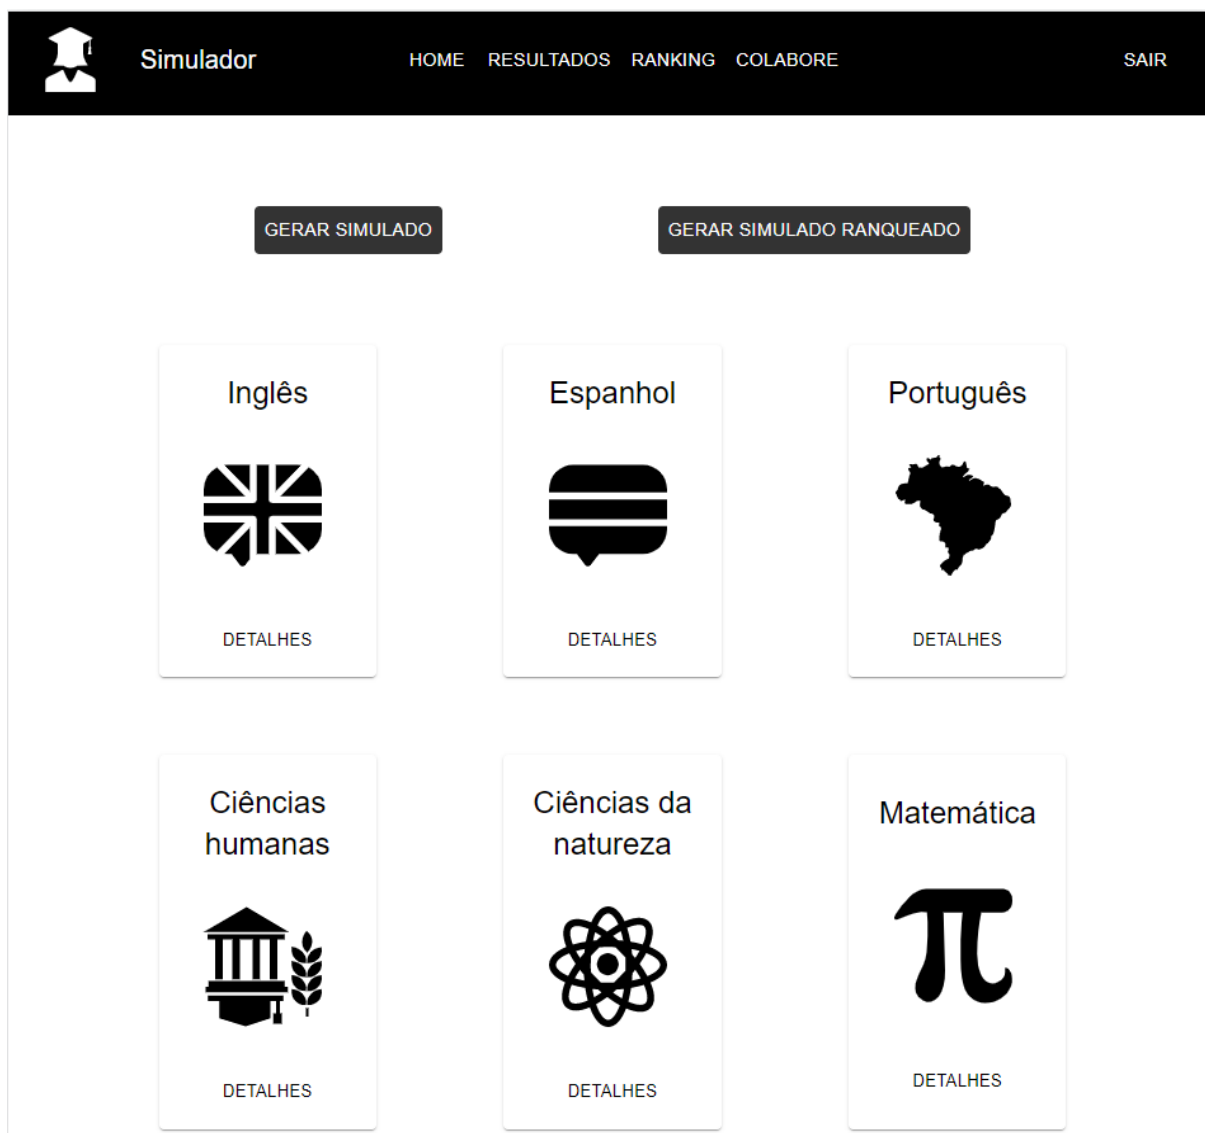 Simulador
HOME RESULTADOS RANKING COLABORE
SAIR
GERAR SIMULADO
GERAR SIMULADO RANQUEADO
Inglês
DETALHES
Espanhol
DETALHES
Português
DETALHES
Ciências
humanas
DETALHES
Ciências da
natureza
DETALHES
Matemática
DETALHES